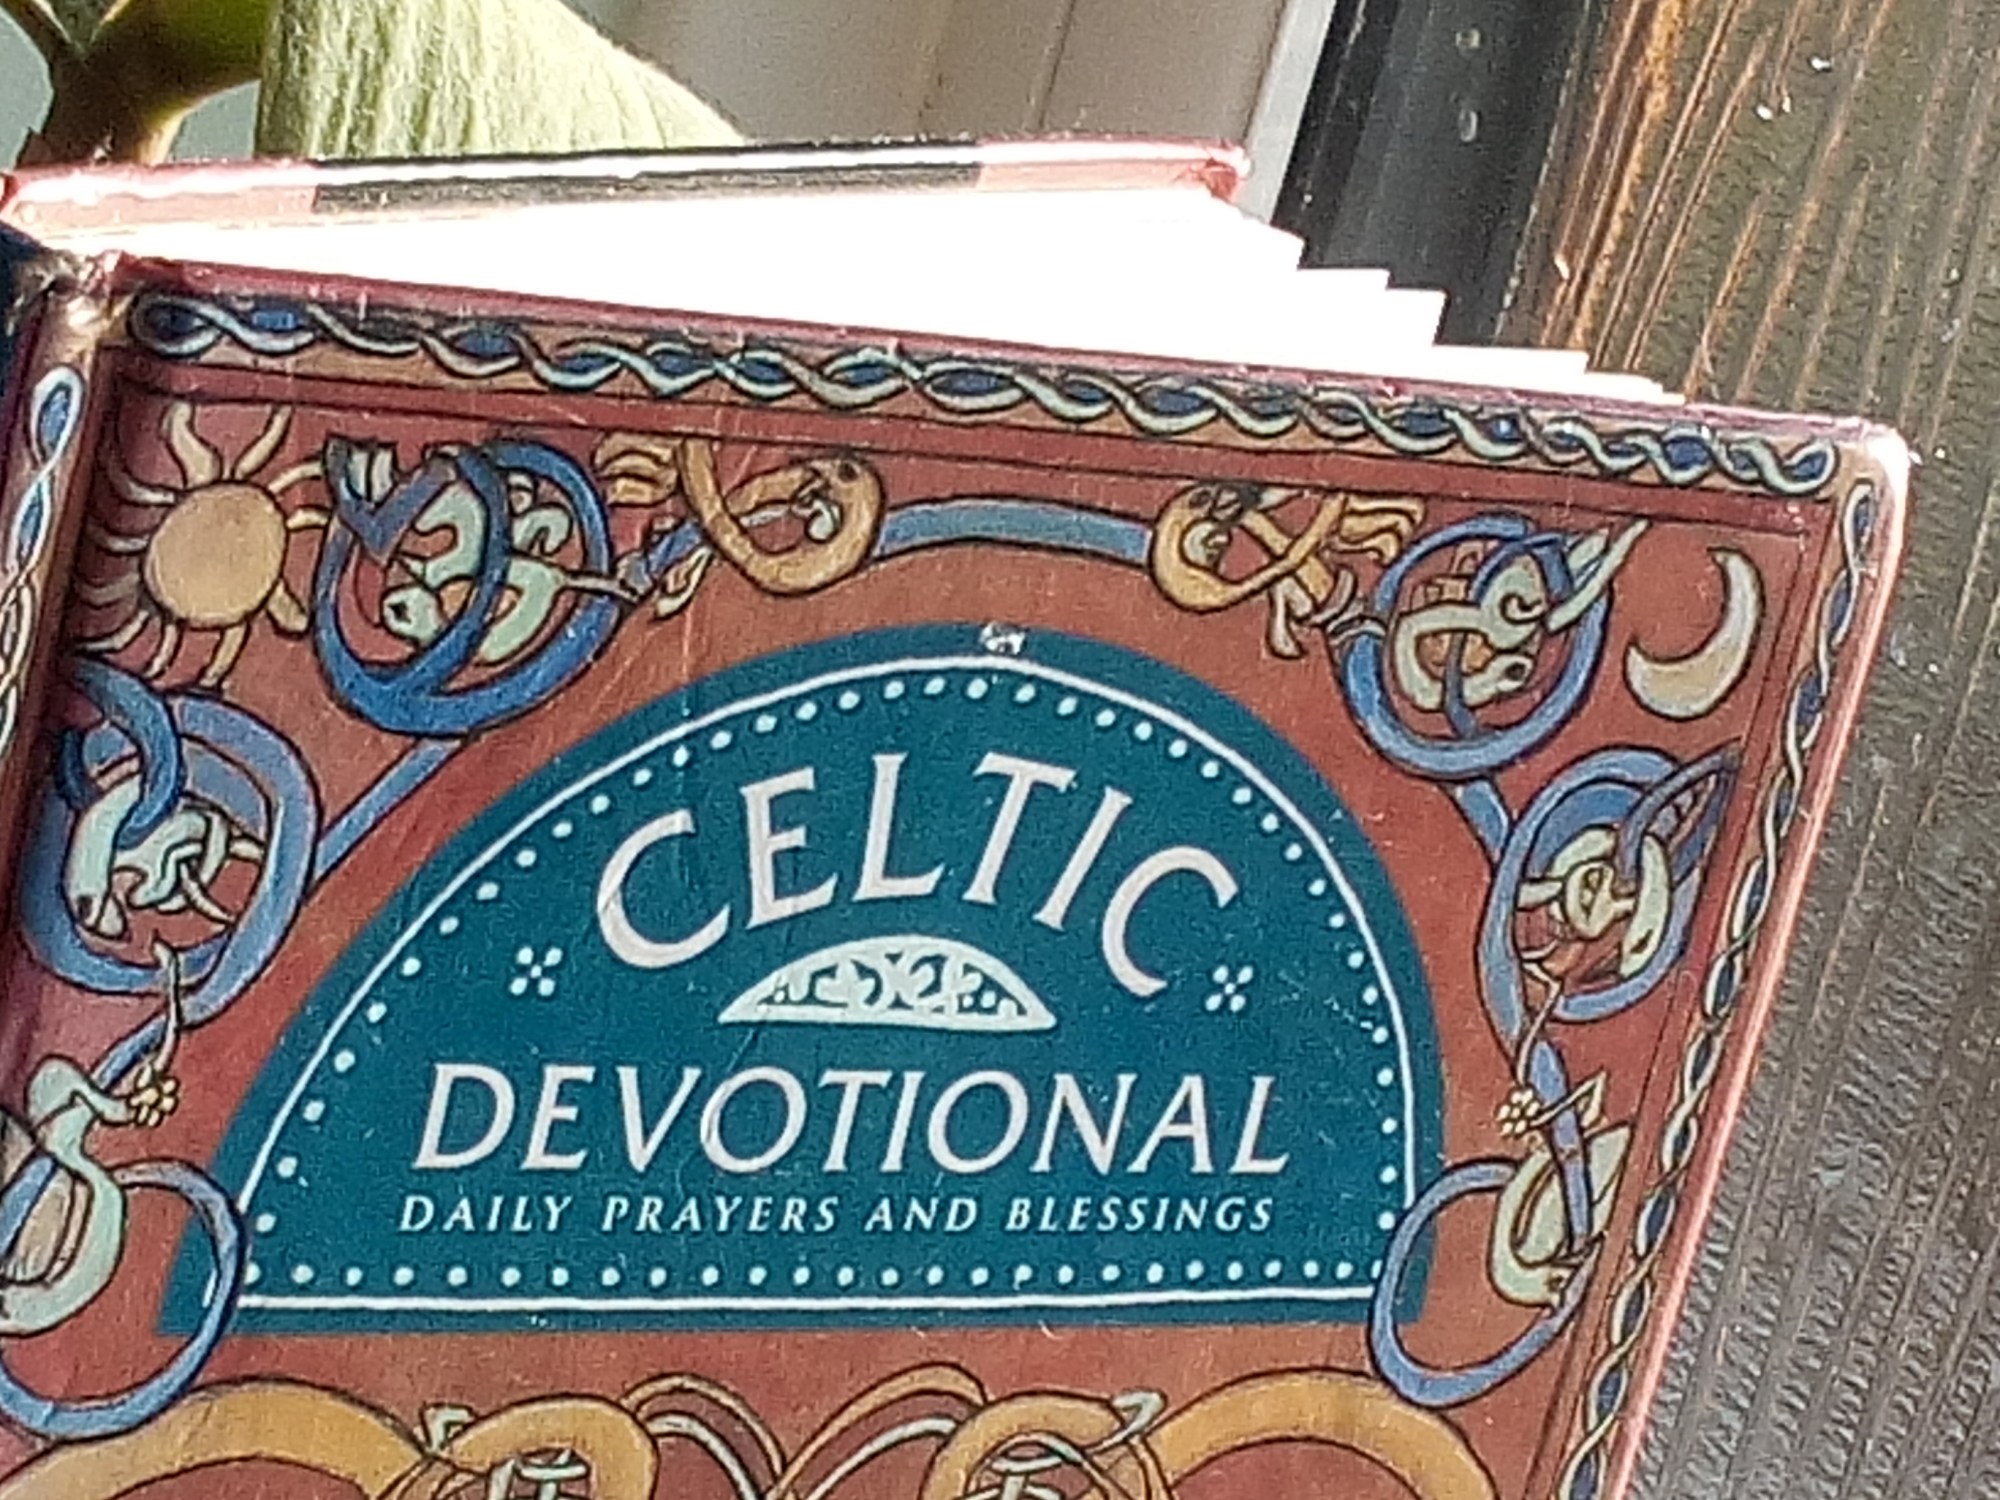 CELTIC
DEVOTIONAL
DAILY PRAYERS AND BLESSINGS